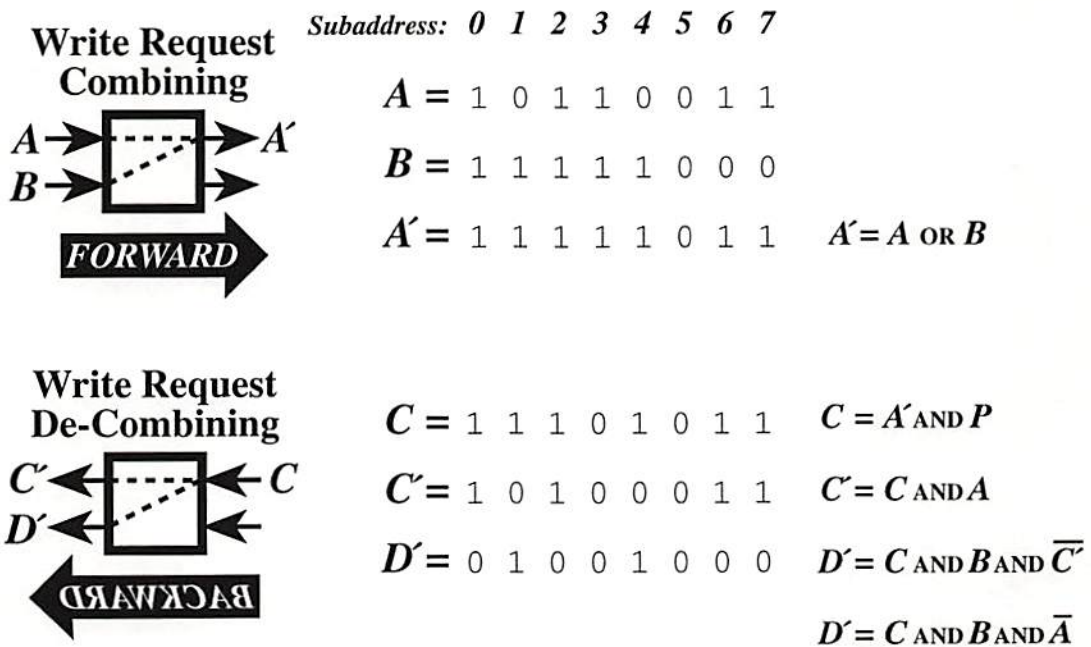 Write Request
Combining
A
A´
B
FORWARD
Subaddress: 0 1 2 3 4 5 6 7
A = 1 0 1 1 0 0 1 1
B = 1 1 1 1 1 0 0 0
A´= 1 1 1 1 1 0 1 1 A´= A OR B
Write Request
De-Combining
C´
C
D´
BACKWARD
C = 1 1 1 0 1 0 1 1 C = A´ AND P
C´= 1 0 1 0 0 0 1 1 C´= C AND A
D´= 0 1 0 0 1 0 0 0 D´= C AND B AND C̅´
D´= C AND B AND A̅